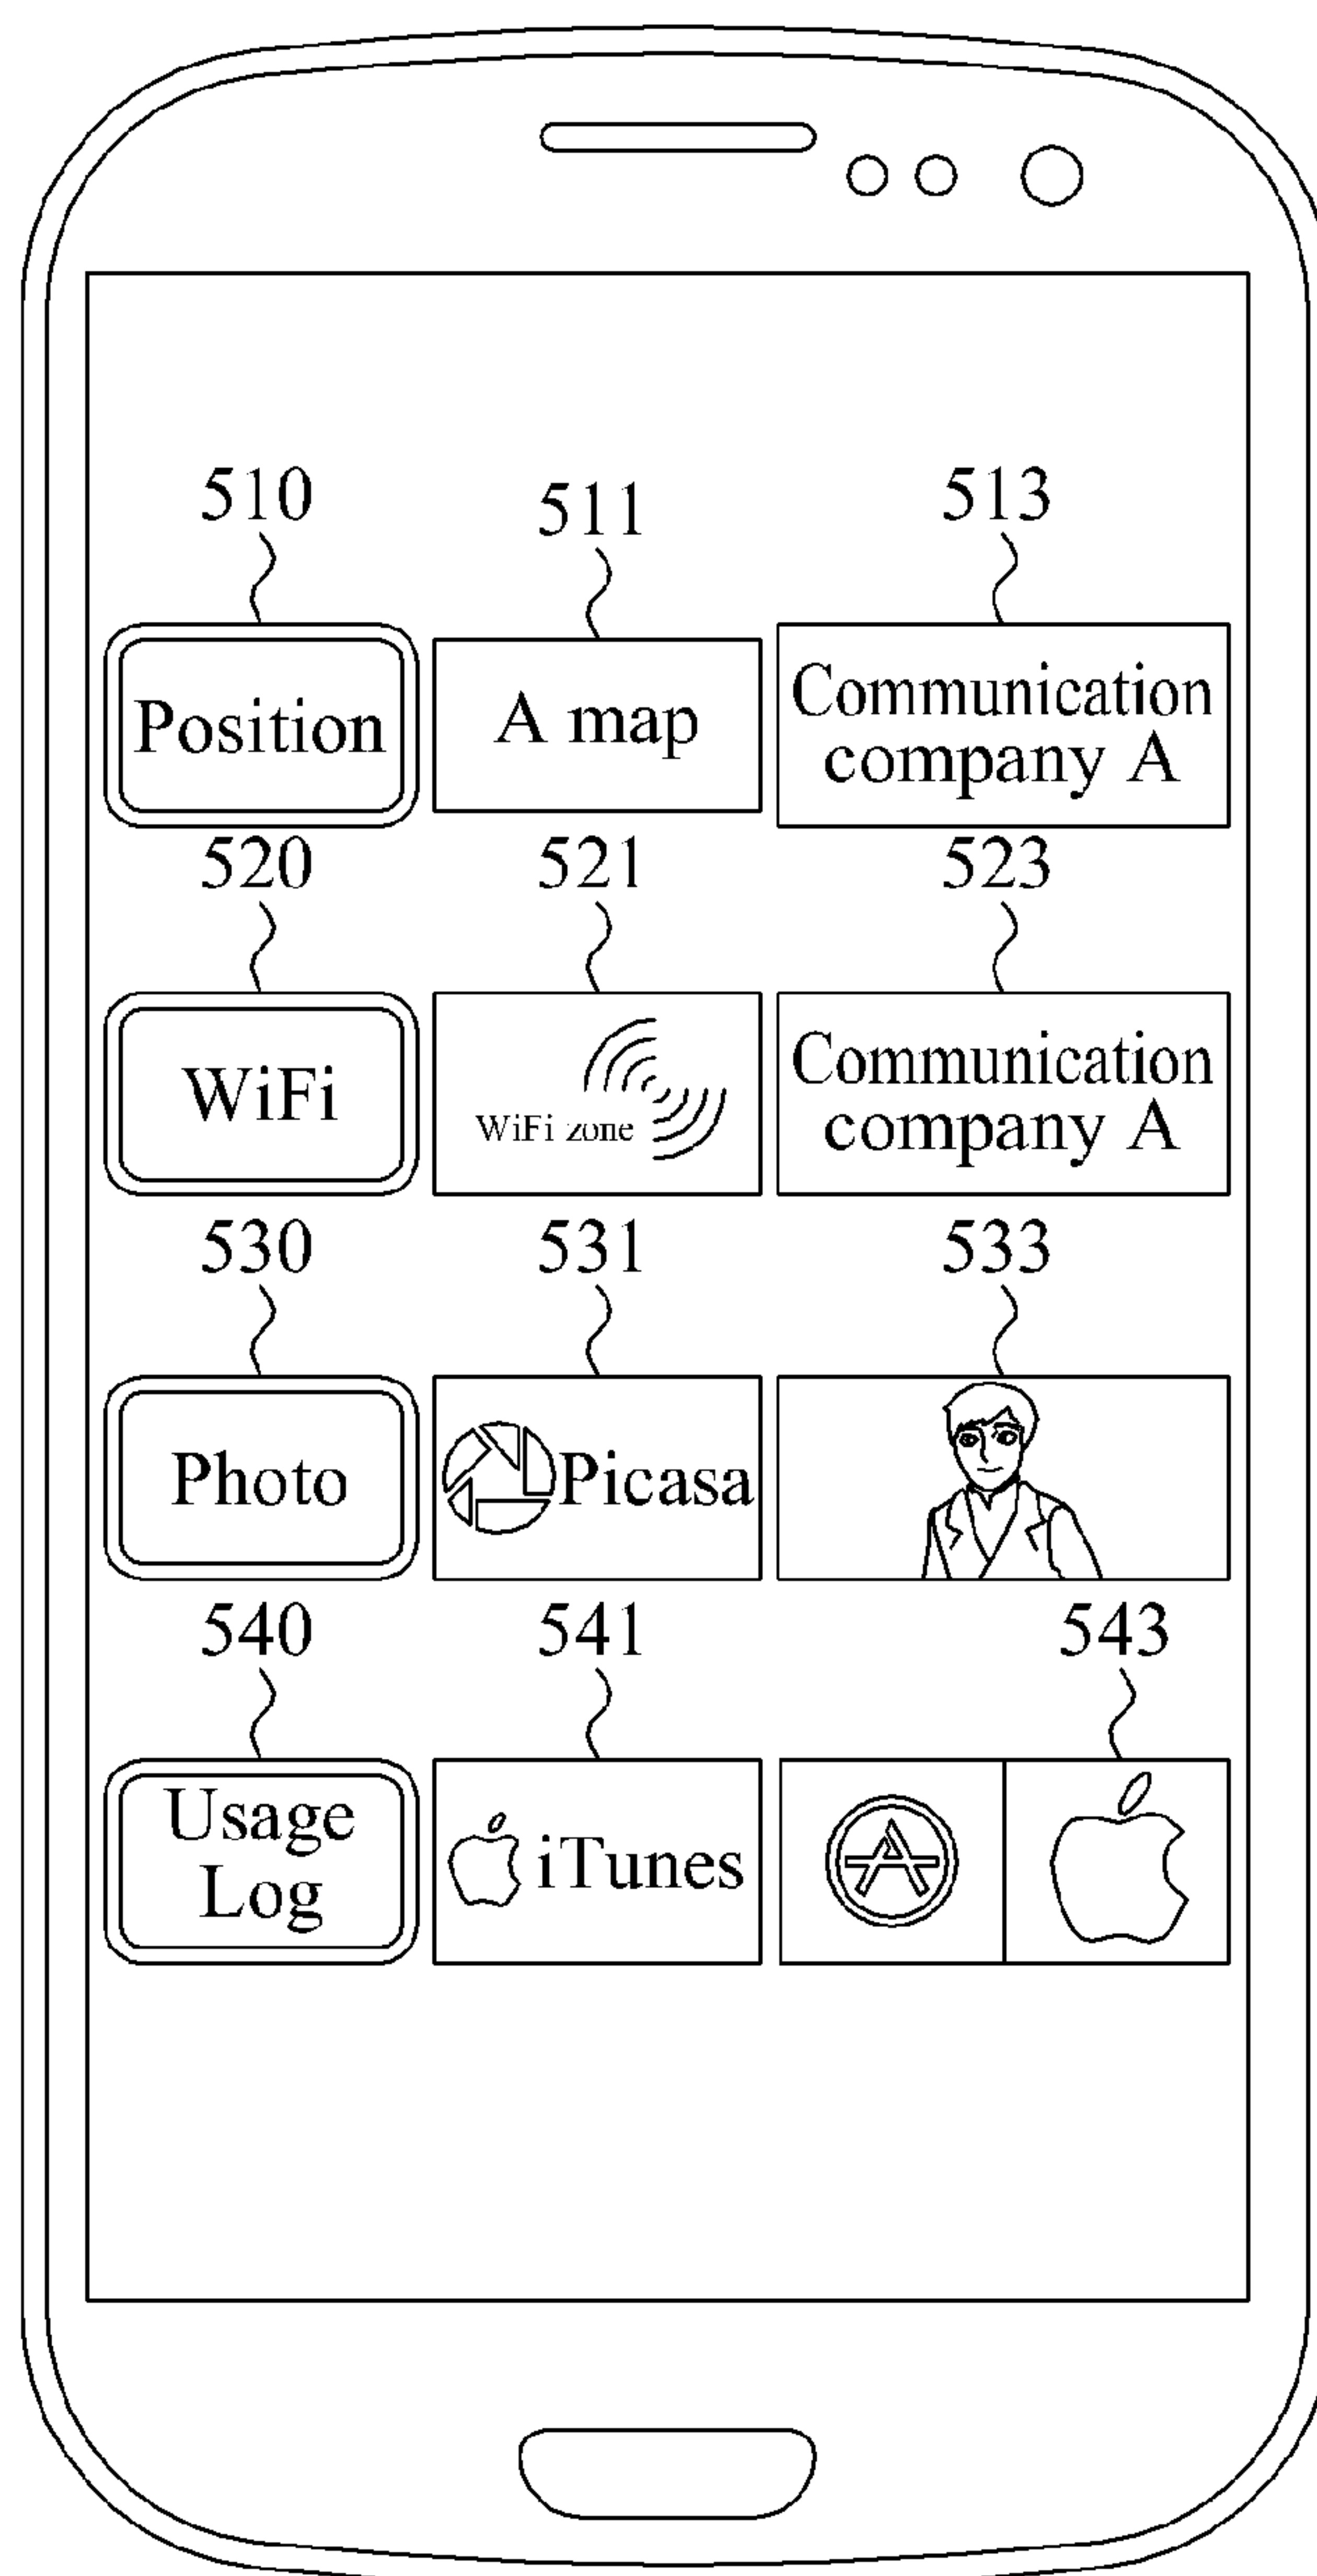 510 511 513
Position A map Communication
company A
520 521 523
WiFi WiFi zone Communication
company A
530 531 533
Photo Picasa
540 541 543
Usage
Log iTunes